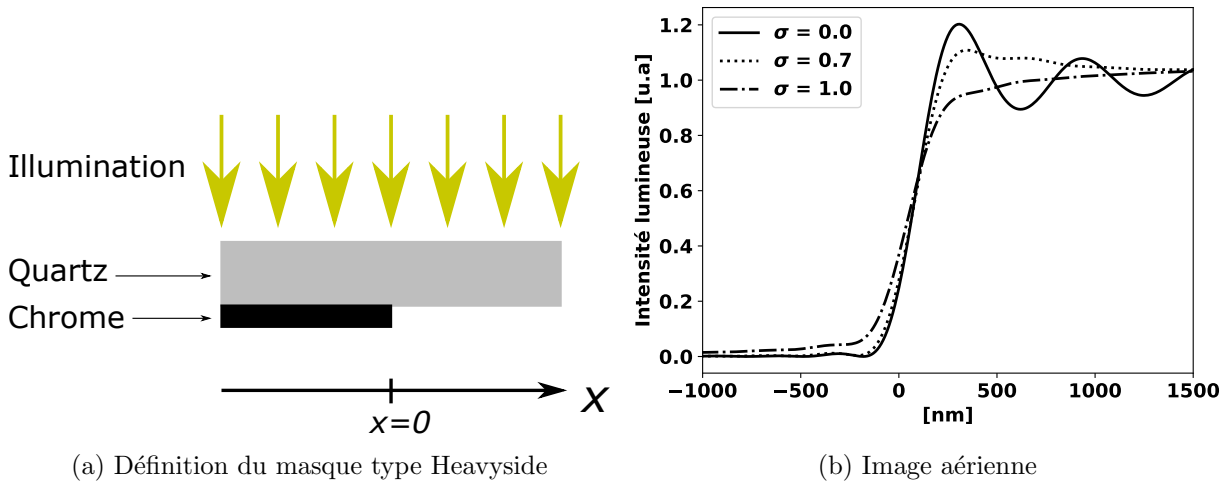 Illumination
Quartz
Chrome
x=0
X
(a) Définition du masque type Heavyside
Intensité lumineuse [u.a]
1.2
1.0
0.8
0.6
0.4
0.2
0.0
σ = 0.0
σ = 0.7
σ = 1.0
−1000
−500
0
500
1000
1500
[nm]
(b) Image aérienne